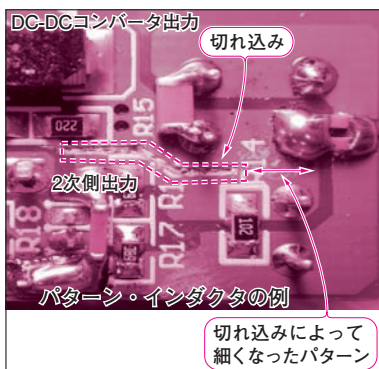 DC-DCコンバータ出力
切れ込み
R15
220
2次側出力
R18
R17
102
パターン・インダクタの例
切れ込みによって
細くなったパターン